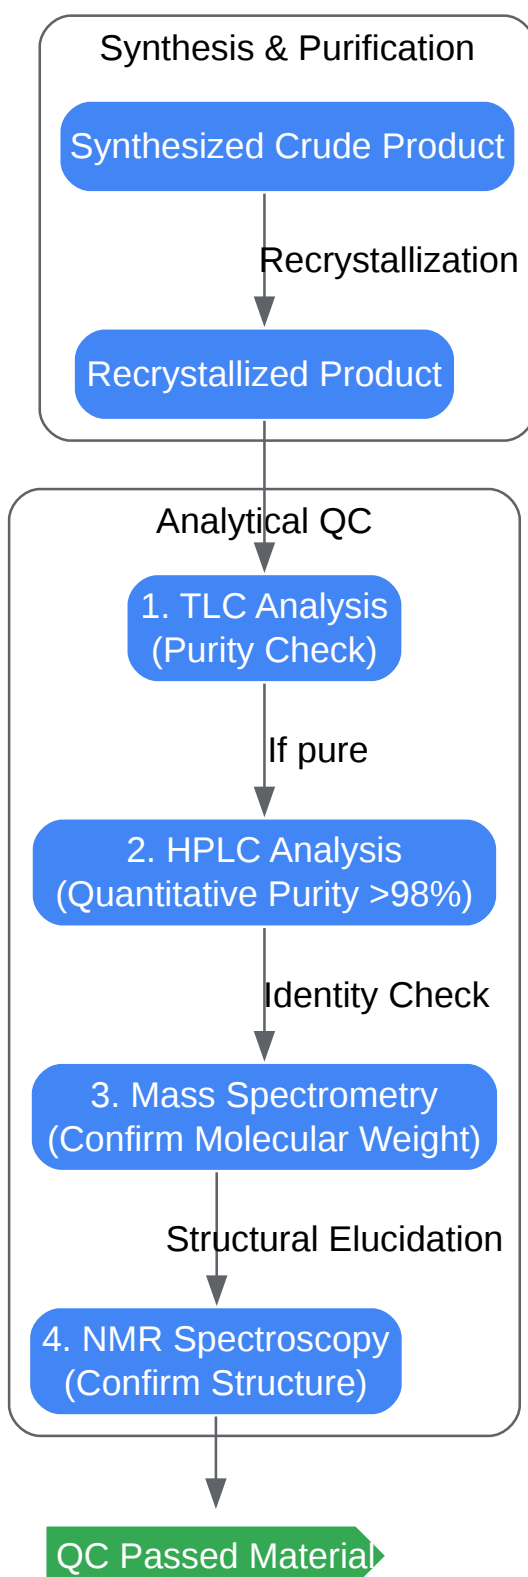 Synthesis & Purification
Synthesized Crude Product
Recrystallization
Recrystallized Product
Analytical QC
1. TLC Analysis
(Purity Check)
If pure
2. HPLC Analysis
(Quantitative Purity >98%)
Identity Check
3. Mass Spectrometry
(Confirm Molecular Weight)
Structural Elucidation
4. NMR Spectroscopy
(Confirm Structure)
QC Passed Material